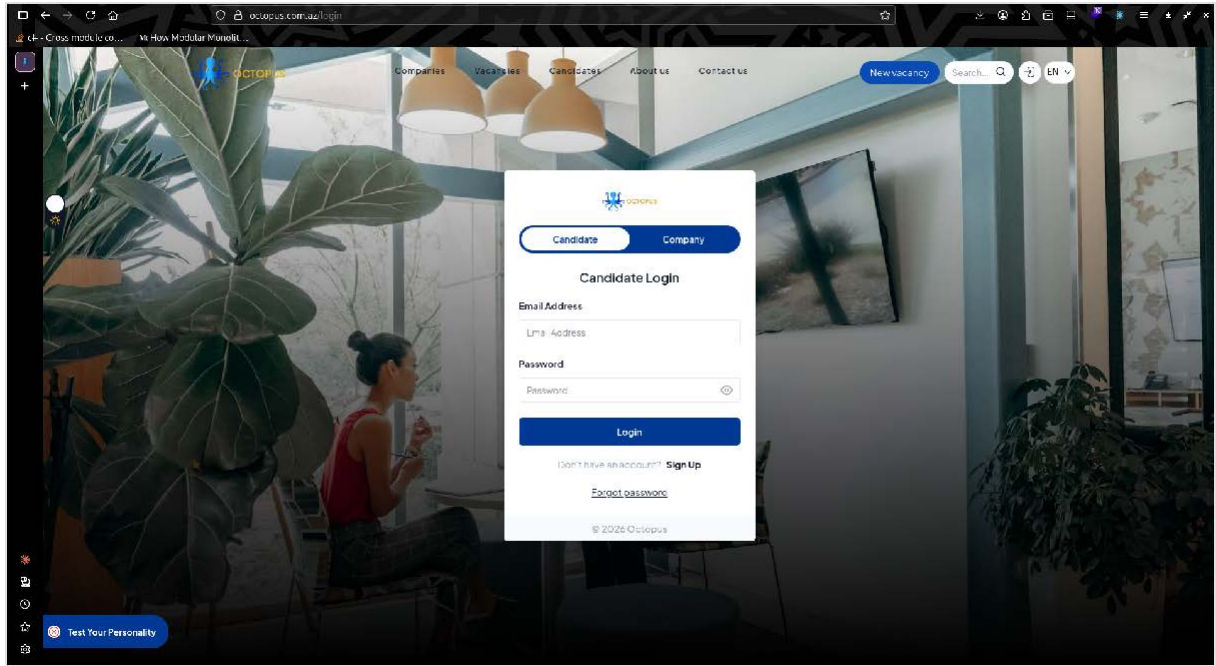 octopus.com.az/login
c# - Cross module co... How Modular Monolit...
OCTOPUS
Companies Vacancies Candidates About us Contact us
New vacancy Search... EN
OCTOPUS
Candidate Company
Candidate Login
Email Address
Email Address
Password
Password
Login
Don't have an account? Sign Up
Forgot password
© 2026 Octopus
Test Your Personality